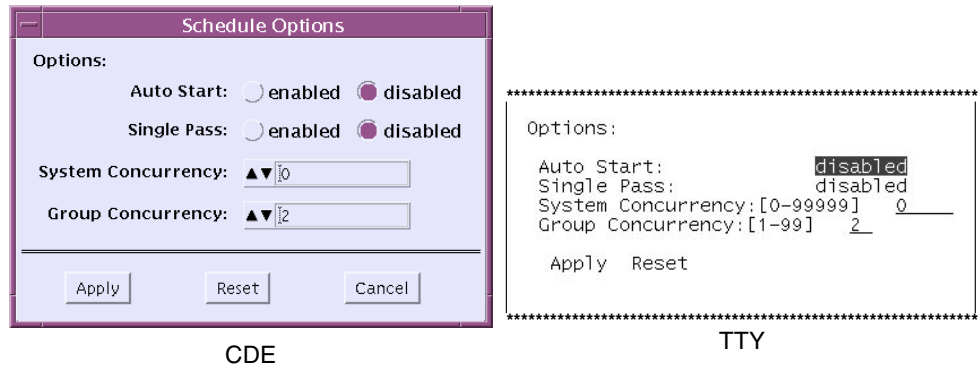 Schedule Options
Options:
Auto Start: enabled disabled
Single Pass: enabled disabled
System Concurrency: 0
Group Concurrency: 2
Apply Reset Cancel
CDE
************************************************************
Options:
Auto Start: disabled
Single Pass: disabled
System Concurrency:[0-99999] 0
Group Concurrency:[1-99] 2
Apply Reset
************************************************************
TTY